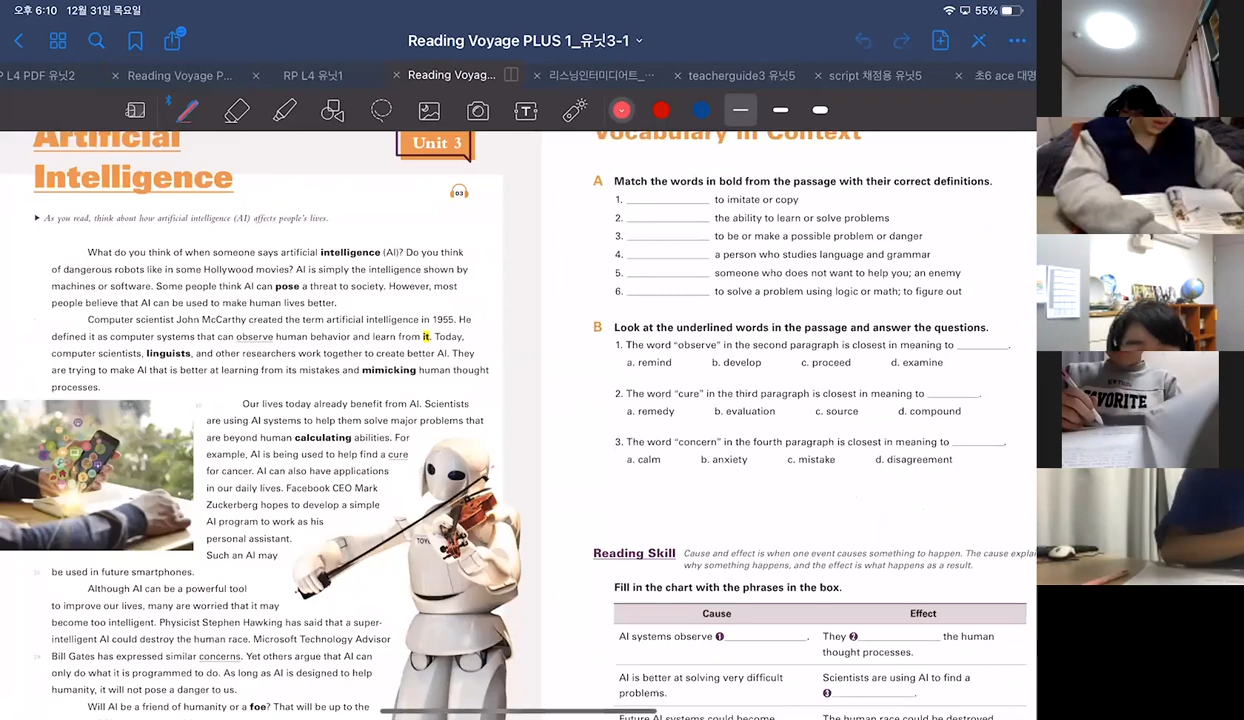 오후 6:10 12월 31일 목요일
55%
Reading Voyage PLUS 1_유닛3-1
P L4 PDF 유닛2
Reading Voyage P...
RP L4 유닛1
Reading Voyag...
리스닝인터미디어트_...
teacherguide3 유닛5
script 채점용 유닛5
초6 ace 대명
Artificial
Intelligence
Unit 3
03
▶ As you read, think about how artificial intelligence (AI) affects people's lives.
What do you think of when someone says artificial intelligence (AI)? Do you think
of dangerous robots like in some Hollywood movies? AI is simply the intelligence shown by
machines or software. Some people think AI can pose a threat to society. However, most
people believe that AI can be used to make human lives better.
Computer scientist John McCarthy created the term artificial intelligence in 1955. He
defined it as computer systems that can observe human behavior and learn from it. Today,
computer scientists, linguists, and other researchers work together to create better AI. They
are trying to make AI that is better at learning from its mistakes and mimicking human thought
processes.
Our lives today already benefit from AI. Scientists
are using AI systems to help them solve major problems that
are beyond human calculating abilities. For
example, AI is being used to help find a cure
for cancer. AI can also have applications
in our daily lives. Facebook CEO Mark
Zuckerberg hopes to develop a simple
AI program to work as his
personal assistant.
Such an AI may
be used in future smartphones.
Although AI can be a powerful tool
to improve our lives, many are worried that it may
become too intelligent. Physicist Stephen Hawking has said that a super-
intelligent AI could destroy the human race. Microsoft Technology Advisor
Bill Gates has expressed similar concerns. Yet others argue that AI can
only do what it is programmed to do. As long as AI is designed to help
humanity, it will not pose a danger to us.
Will AI be a friend of humanity or a foe? That will be up to the
Vocabulary in Context
A Match the words in bold from the passage with their correct definitions.
1. ____________ to imitate or copy
2. ____________ the ability to learn or solve problems
3. ____________ to be or make a possible problem or danger
4. ____________ a person who studies language and grammar
5. ____________ someone who does not want to help you; an enemy
6. ____________ to solve a problem using logic or math; to figure out
B Look at the underlined words in the passage and answer the questions.
1. The word “observe” in the second paragraph is closest in meaning to ________.
a. remind b. develop c. proceed d. examine
2. The word “cure” in the third paragraph is closest in meaning to ________.
a. remedy b. evaluation c. source d. compound
3. The word “concern” in the fourth paragraph is closest in meaning to ________.
a. calm b. anxiety c. mistake d. disagreement
Reading Skill Cause and effect is when one event causes something to happen. The cause explai
why something happens, and the effect is what happens as a result.
Fill in the chart with the phrases in the box.
Cause Effect
AI systems observe ❶____________. They ❷____________ the human
thought processes.
AI is better at solving very difficult
problems.
Scientists are using AI to find a
❸____________.
Future AI systems could become
The human race could be destroyed
FAVORITE